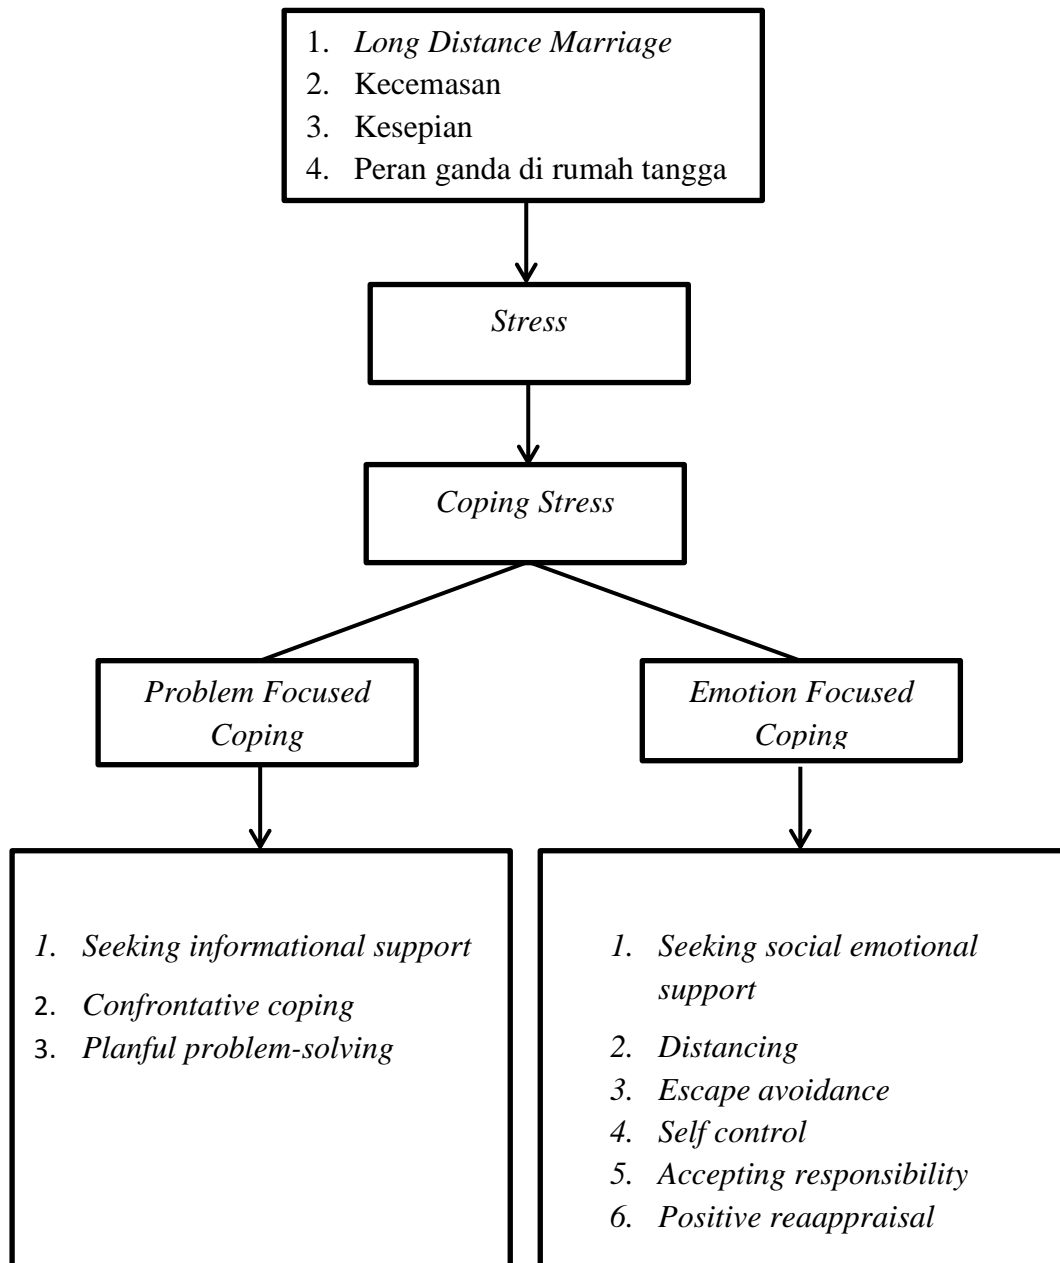 1. Long Distance Marriage
2. Kecemasan
3. Kesepian
4. Peran ganda di rumah tangga
Stress
Coping Stress
Problem Focused
Coping
Emotion Focused
Coping
1. Seeking informational support
2. Confrontative coping
3. Planful problem-solving
1. Seeking social emotional
support
2. Distancing
3. Escape avoidance
4. Self control
5. Accepting responsibility
6. Positive reaappraisal